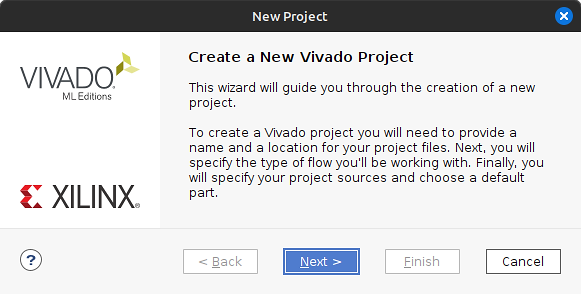 New Project
VIVADO
ML Editions
XILINX®
Create a New Vivado Project
This wizard will guide you through the creation of a new
project.
To create a Vivado project you will need to provide a
name and a location for your project files. Next, you will
specify the type of flow you'll be working with. Finally, you
will specify your project sources and choose a default
part.
?
< Back
Next >
Finish
Cancel